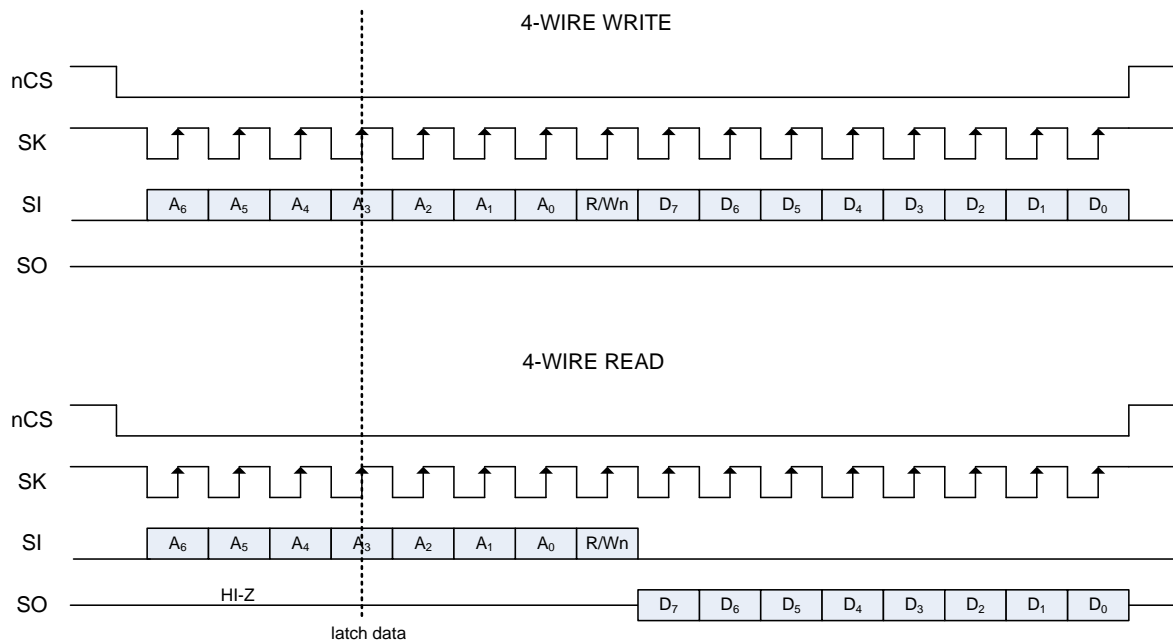 4-WIRE WRITE
nCS
SK
SI A₆ A₅ A₄ A₃ A₂ A₁ A₀ R/Wn D₇ D₆ D₅ D₄ D₃ D₂ D₁ D₀
SO
4-WIRE READ
nCS
SK
SI A₆ A₅ A₄ A₃ A₂ A₁ A₀ R/Wn
SO HI-Z D₇ D₆ D₅ D₄ D₃ D₂ D₁ D₀
latch data